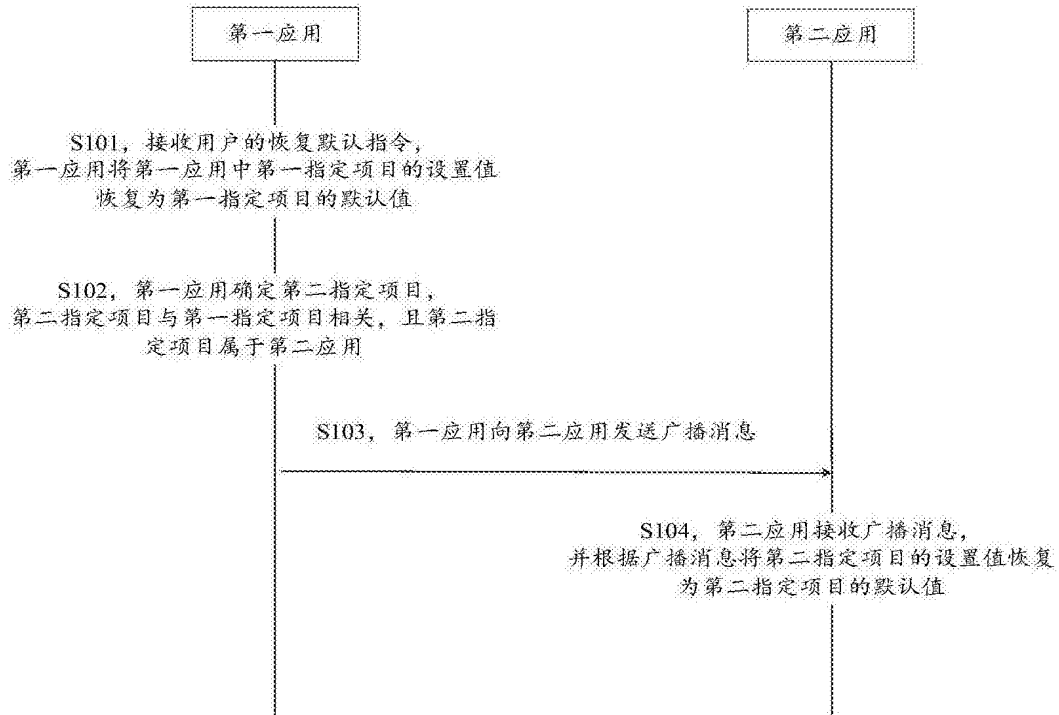 第一应用
第二应用
S101，接收用户的恢复默认指令，
第一应用将第一应用中第一指定项目的设置值
恢复为第一指定项目的默认值
S102，第一应用确定第二指定项目，
第二指定项目与第一指定项目相关，且第二指
定项目属于第二应用
S103，第一应用向第二应用发送广播消息
S104，第二应用接收广播消息，
并根据广播消息将第二指定项目的设置值恢复
为第二指定项目的默认值